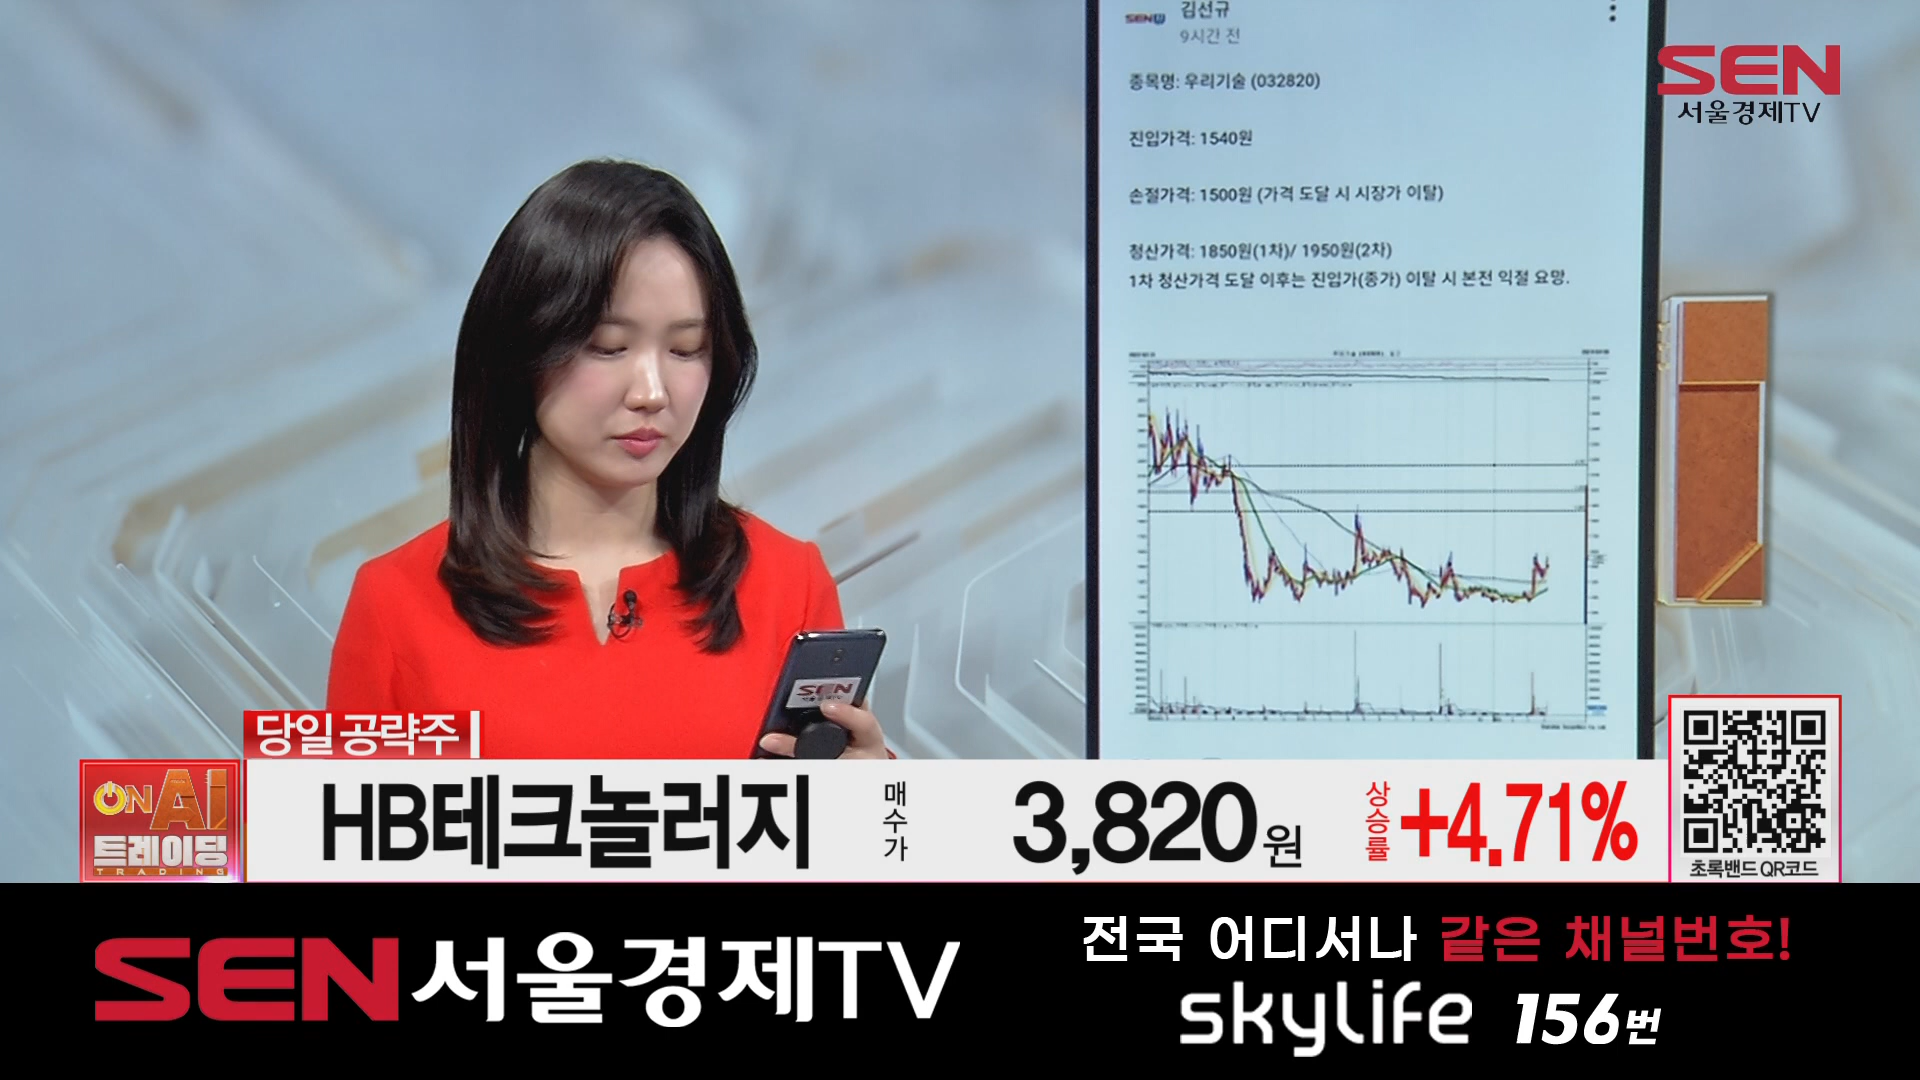 SEN
김선규
9시간 전
종목명: 우리기술 (032820)
진입가격: 1540원
손절가격: 1500원 (가격 도달 시 시장가 이탈)
청산가격: 1850원(1차)/ 1950원(2차)
1차 청산가격 도달 이후는 진입가(종가) 이탈 시 본전 익절 요망.
SEN
서울경제TV
SEN
서울경제TV
당일 공략주
ON AI
트레이딩
TRADING
HB테크놀러지
매수가
3,820원
상승률
+4.71%
초록밴드 QR코드
SEN서울경제TV
전국 어디서나 같은 채널번호!
skylife 156번